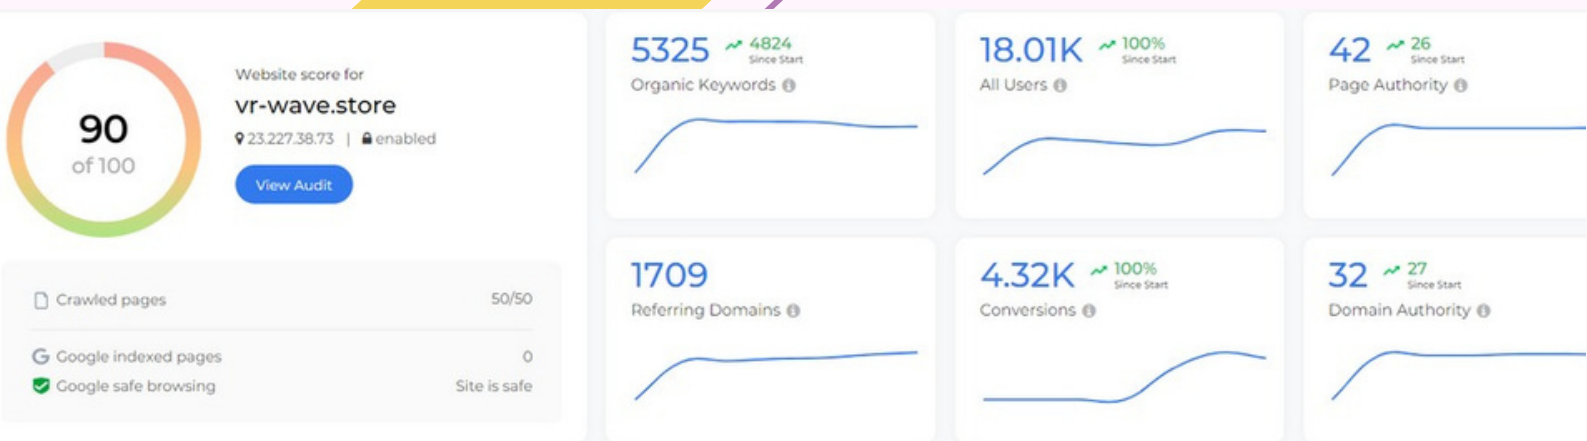 90
of 100
Website score for
vr-wave.store
23.227.38.73 | enabled
View Audit
Crawled pages 50/50
Google indexed pages 0
Google safe browsing Site is safe
5325 4824
Since Start
Organic Keywords
18.01K 100%
Since Start
All Users
42 26
Since Start
Page Authority
1709
Referring Domains
4.32K 100%
Since Start
Conversions
32 27
Since Start
Domain Authority